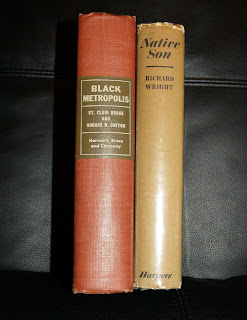 BLACK
METROPOLIS
ST. CLAIR DRAKE
AND
HORACE R. CAYTON
Harcourt, Brace
and Company
Native
Son
RICHARD
WRIGHT
Harpers